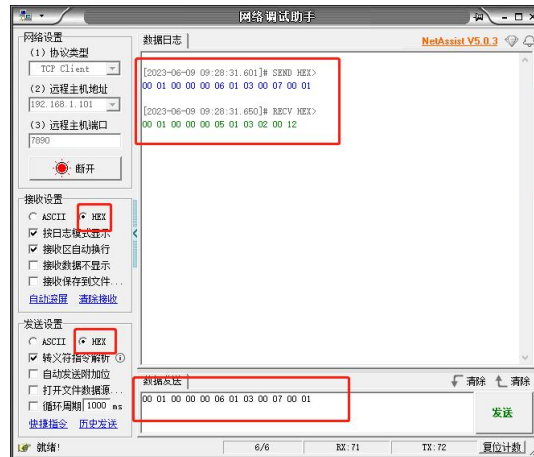 网络调试助手
网络设置
(1) 协议类型
TCP Client
(2) 远程主机地址
192.168.1.101
(3) 远程主机端口
7890
断开
接收设置
ASCII HEX
按日志模式显示
接收区自动换行
接收数据不显示
接收保存到文件...
自动滚屏 清除接收
发送设置
ASCII HEX
转义符指令解析
自动发送附加位
打开文件数据源...
循环周期 1000 ms
快捷指令 历史发送
数据日志
NetAssist V5.0.3
[2023-06-09 09:28:31.601]# SEND HEX>
00 01 00 00 00 06 01 03 00 07 00 01
[2023-06-09 09:28:31.650]# RECV HEX>
00 01 00 00 00 05 01 03 02 00 12
数据发送
清除 清除
00 01 00 00 00 06 01 03 00 07 00 01
发送
就绪!
6/6
RX:71
TX:72
复位计数